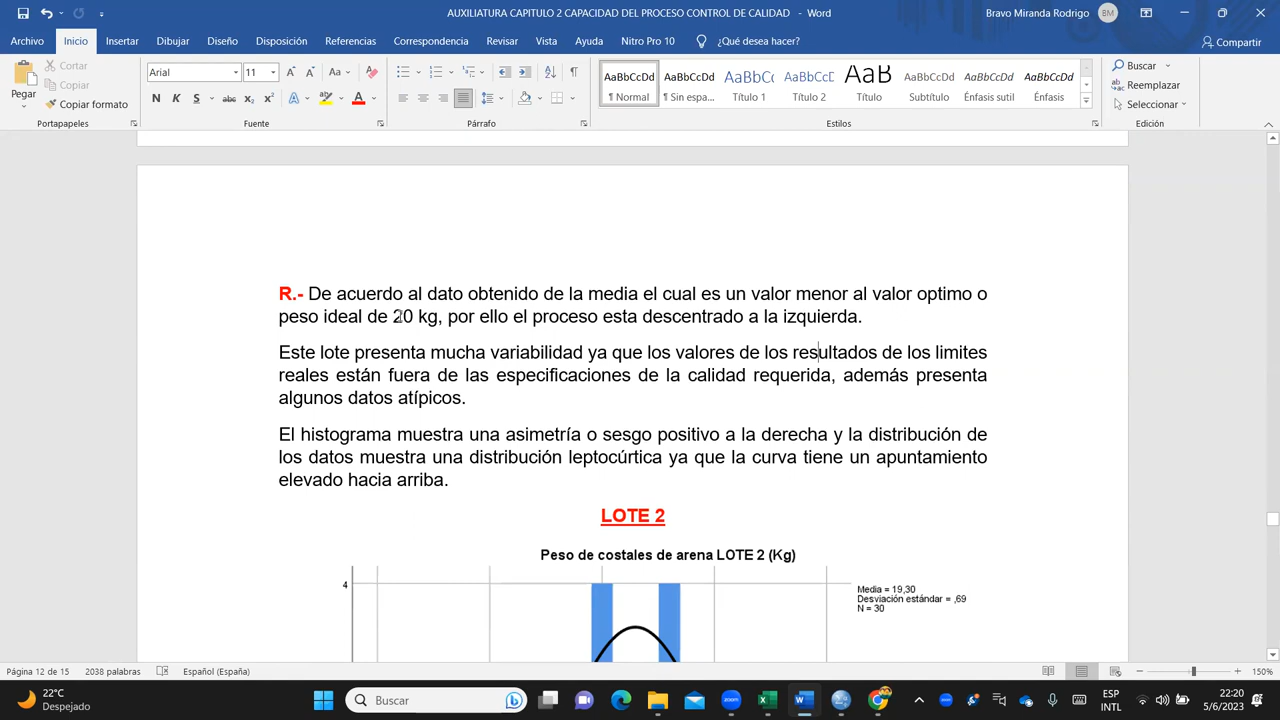 AUXILIATURA CAPITULO 2 CAPACIDAD DEL PROCESO CONTROL DE CALIDAD - Word
Bravo Miranda Rodrigo BM
Archivo Inicio Insertar Dibujar Diseño Disposición Referencias Correspondencia Revisar Vista Ayuda Nitro Pro 10 ¿Qué desea hacer? Compartir
Cortar
Copiar
Pegar
Copiar formato
Portapapeles
Arial 11
Fuente
Párrafo
AaBbCcDd AaBbCcDd AaBbCc AaBbCcD AaB AaBbCcDd AaBbCcDd AaBbCcDd
¶ Normal ¶ Sin espa... Título 1 Título 2 Título Subtítulo Énfasis sutil Énfasis
Estilos
Buscar
Reemplazar
Seleccionar
Edición
R.- De acuerdo al dato obtenido de la media el cual es un valor menor al valor optimo o
peso ideal de 20 kg, por ello el proceso esta descentrado a la izquierda.
Este lote presenta mucha variabilidad ya que los valores de los resultados de los limites
reales están fuera de las especificaciones de la calidad requerida, además presenta
algunos datos atípicos.
El histograma muestra una asimetría o sesgo positivo a la derecha y la distribución de
los datos muestra una distribución leptocúrtica ya que la curva tiene un apuntamiento
elevado hacia arriba.
LOTE 2
Peso de costales de arena LOTE 2 (Kg)
4
Media = 19,30
Desviación estándar = ,69
N = 30
Página 12 de 15 2038 palabras Español (España) 150%
22°C
Despejado
Buscar
ESP
INTL
22:20
5/6/2023